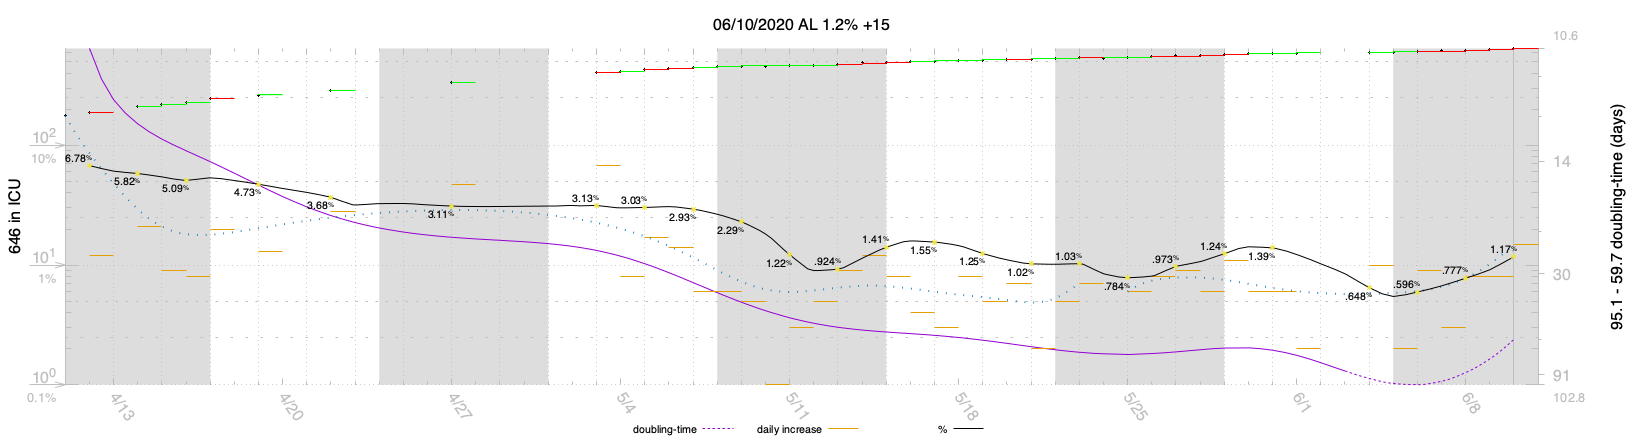 06/10/2020 AL 1.2% +15
646 in ICU
10² 10% 10¹ 1% 10⁰ 0.1%
6.78% 5.82% 5.09% 4.73% 3.68% 3.11% 3.13% 3.03% 2.93% 2.29% 1.22% .924% 1.41% 1.55% 1.25% 1.02% 1.03% .784% .973% 1.24% 1.39% .648% .596% .777% 1.17%
10.6 14 30 91 102.8
95.1 - 59.7 doubling-time (days)
4/13 4/20 4/27 5/4 5/11 5/18 5/25 6/1 6/8
doubling-time daily increase %